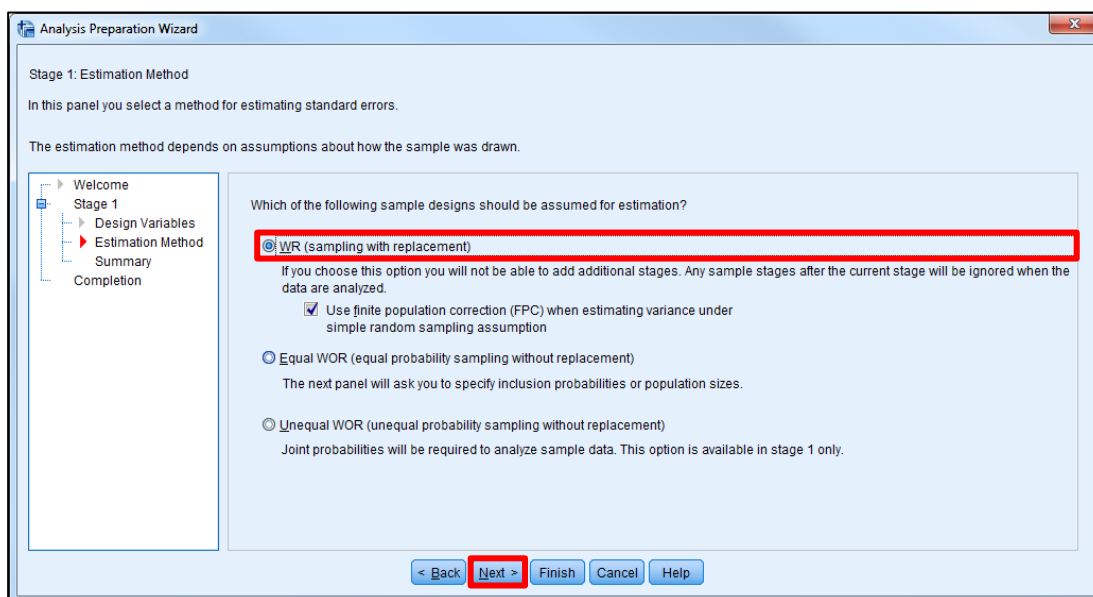 Analysis Preparation Wizard
X
Stage 1: Estimation Method
In this panel you select a method for estimating standard errors.
The estimation method depends on assumptions about how the sample was drawn.
Welcome
Stage 1
Design Variables
Estimation Method
Summary
Completion
Which of the following sample designs should be assumed for estimation?
WR (sampling with replacement)
If you choose this option you will not be able to add additional stages. Any sample stages after the current stage will be ignored when the
data are analyzed.
Use finite population correction (FPC) when estimating variance under
simple random sampling assumption
Equal WOR (equal probability sampling without replacement)
The next panel will ask you to specify inclusion probabilities or population sizes.
Unequal WOR (unequal probability sampling without replacement)
Joint probabilities will be required to analyze sample data. This option is available in stage 1 only.
< Back Next > Finish Cancel Help